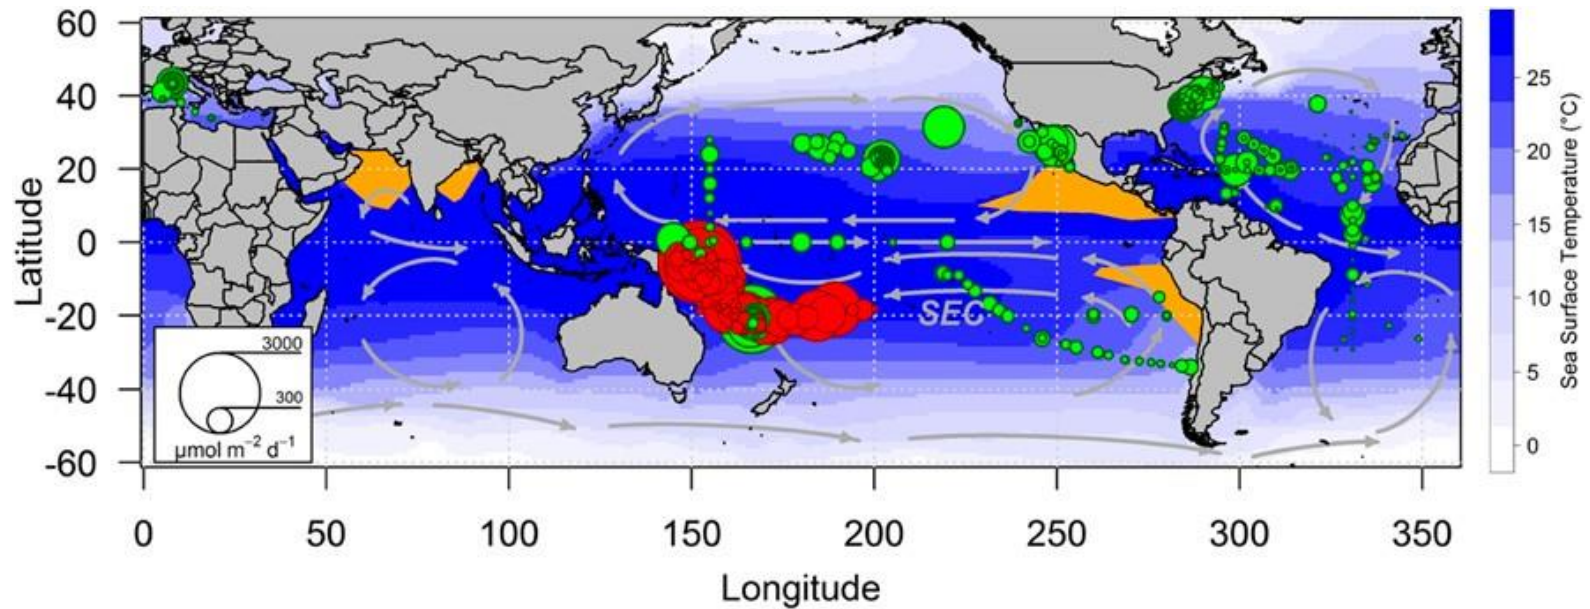 60
40
20
0
-20
-40
-60
Latitude
SEC
3000
300
µmol m⁻² d⁻¹
0 50 100 150 200 250 300 350
Longitude
25
20
15
10
5
0
Sea Surface Temperature (°C)